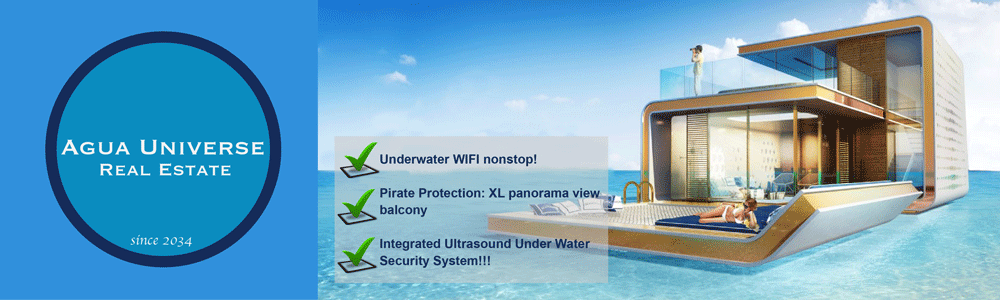 AGUA UNIVERSE
REAL ESTATE
since 2034
Underwater WIFI nonstop!
Pirate Protection: XL panorama view
balcony
Integrated Ultrasound Under Water
Security System!!!